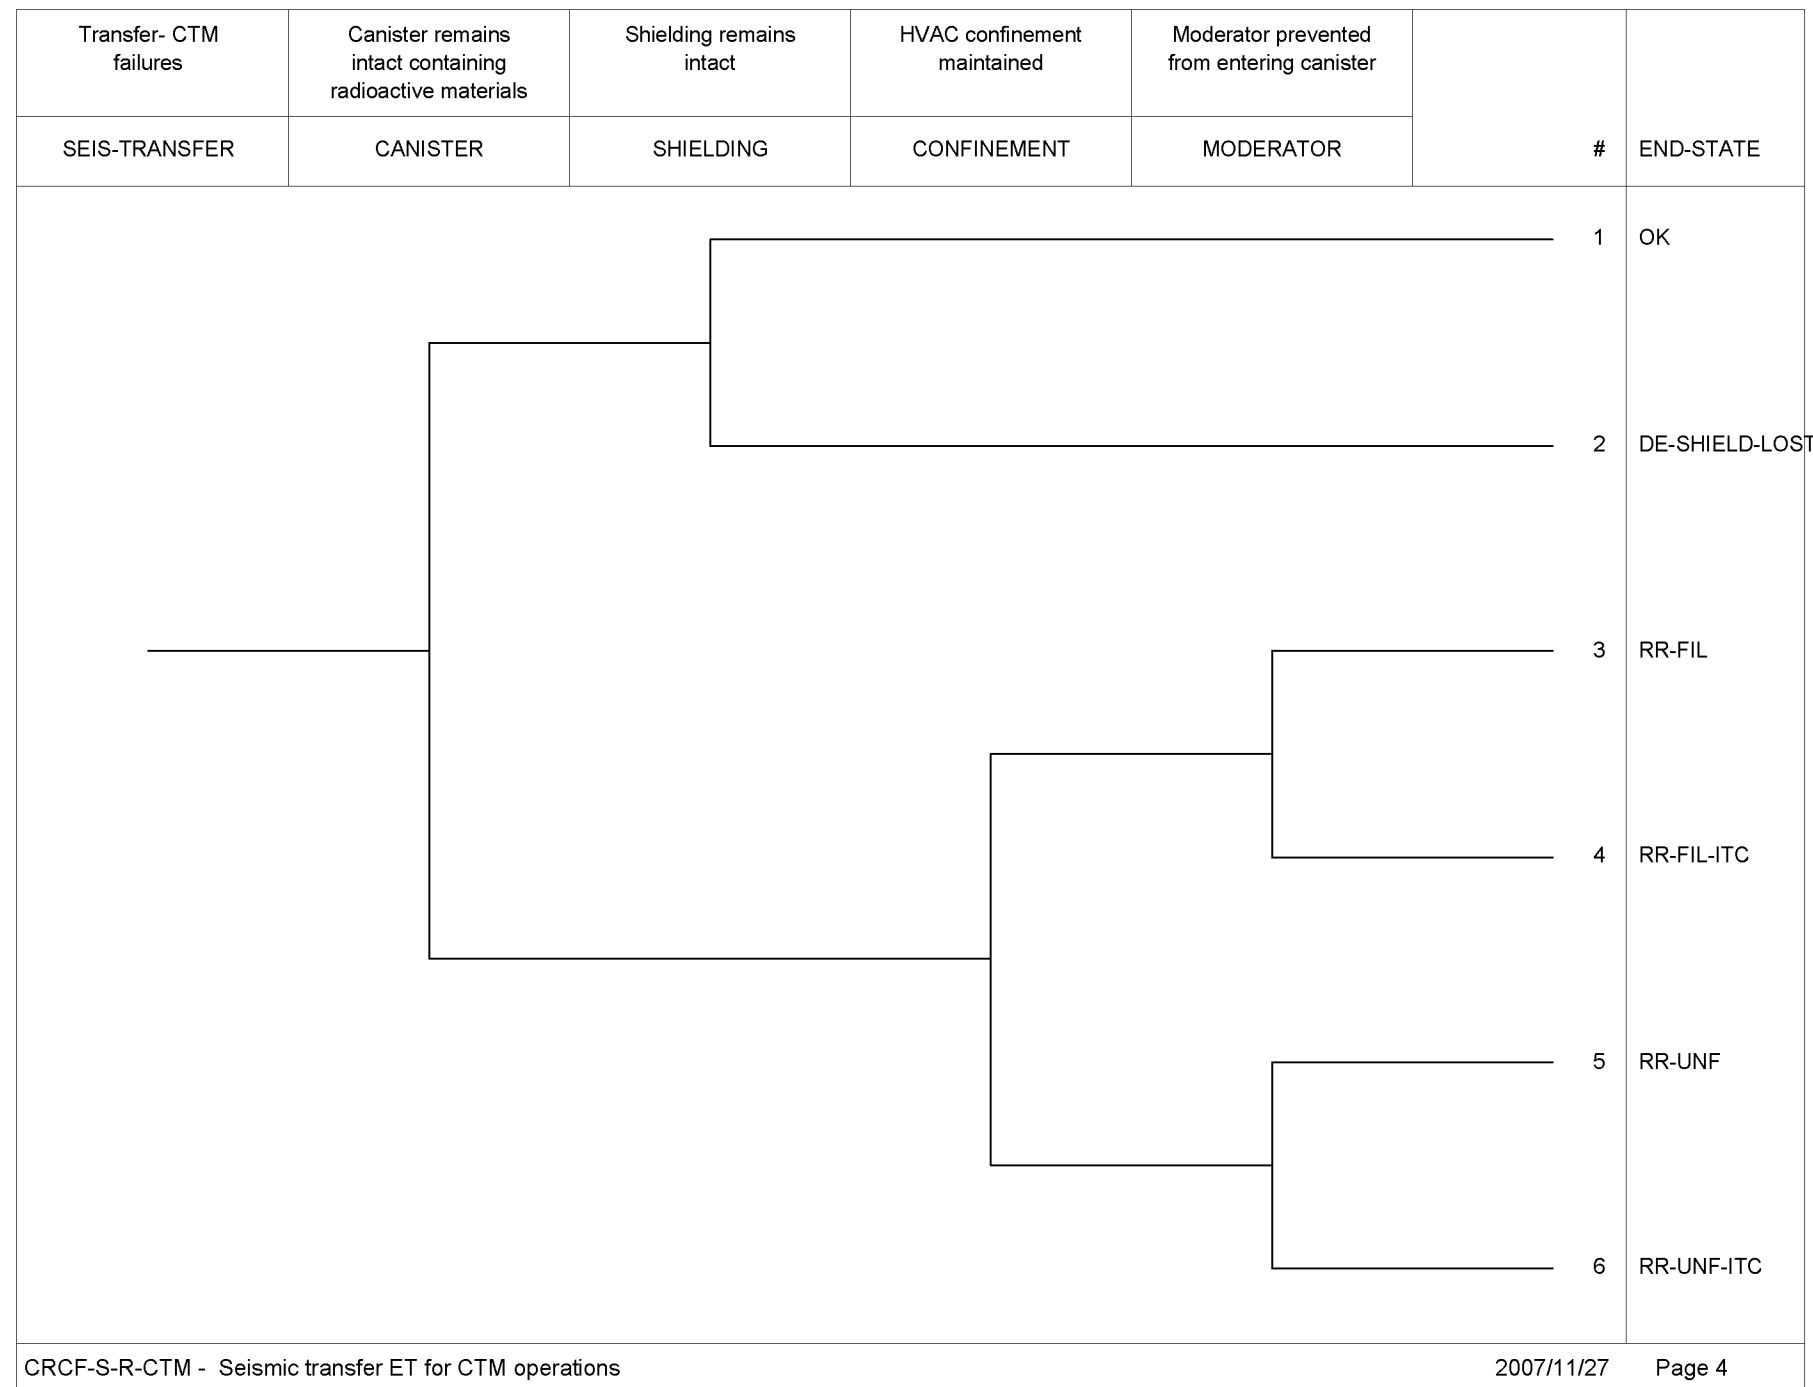 Transfer- CTM
failures
Canister remains
intact containing
radioactive materials
Shielding remains
intact
HVAC confinement
maintained
Moderator prevented
from entering canister
SEIS-TRANSFER
CANISTER
SHIELDING
CONFINEMENT
MODERATOR
#
END-STATE
1 OK
2 DE-SHIELD-LOST
3 RR-FIL
4 RR-FIL-ITC
5 RR-UNF
6 RR-UNF-ITC
CRCF-S-R-CTM - Seismic transfer ET for CTM operations
2007/11/27 Page 4